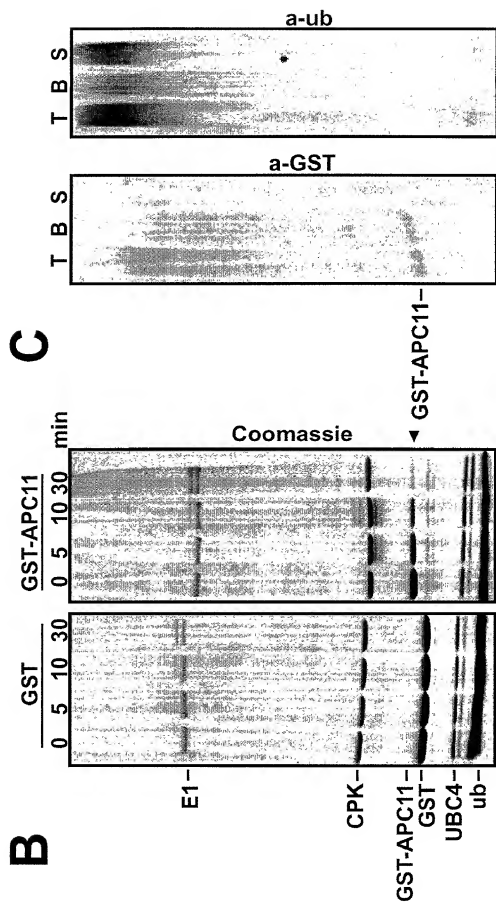 B
GST
GST-APC11
0 5 10 30 0 5 10 30 min
E1
CPK
GST-APC11
GST
UBC4
ub
Coomassie
C
a-GST
T B S
GST-APC11
a-ub
T B S
*